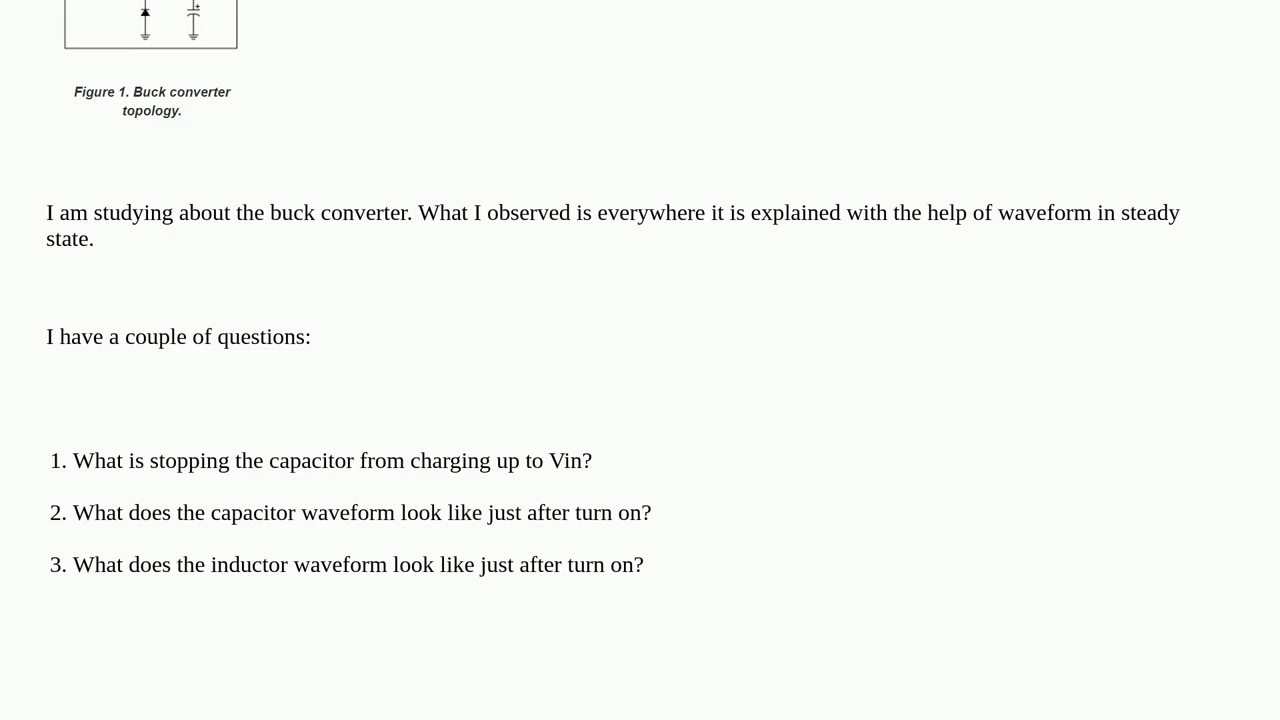 Figure 1. Buck converter
topology.
I am studying about the buck converter. What I observed is everywhere it is explained with the help of waveform in steady
state.
I have a couple of questions:
1. What is stopping the capacitor from charging up to Vin?
2. What does the capacitor waveform look like just after turn on?
3. What does the inductor waveform look like just after turn on?